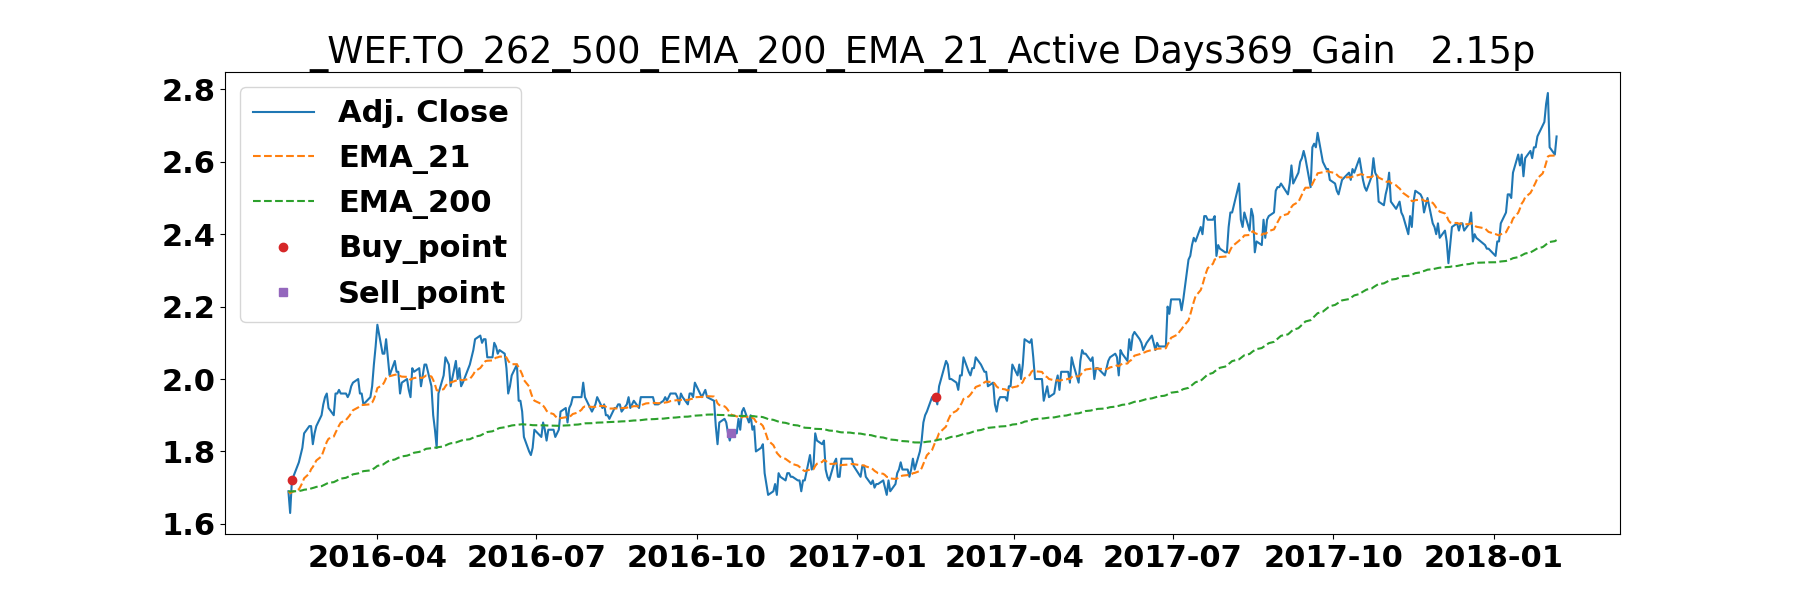 _WEF.TO_262_500_EMA_200_EMA_21_Active Days369_Gain   2.15p
2.8
2.6
2.4
2.2
2.0
1.8
1.6
Adj. Close
EMA_21
EMA_200
Buy_point
Sell_point
2016-04 2016-07 2016-10 2017-01 2017-04 2017-07 2017-10 2018-01